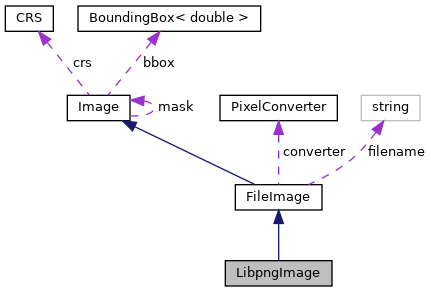 CRS
BoundingBox< double >
crs
bbox
Image
mask
PixelConverter
string
converter
filename
FileImage
LibpngImage